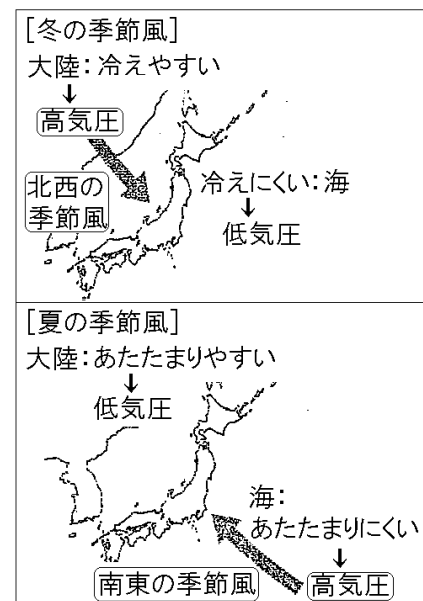 [冬の季節風]
大陸：冷えやすい
↓
高気圧
北西の
季節風
冷えにくい：海
↓
低気圧
[夏の季節風]
大陸：あたたまりやすい
↓
低気圧
海：
あたたまりにくい
↓
南東の季節風
高気圧